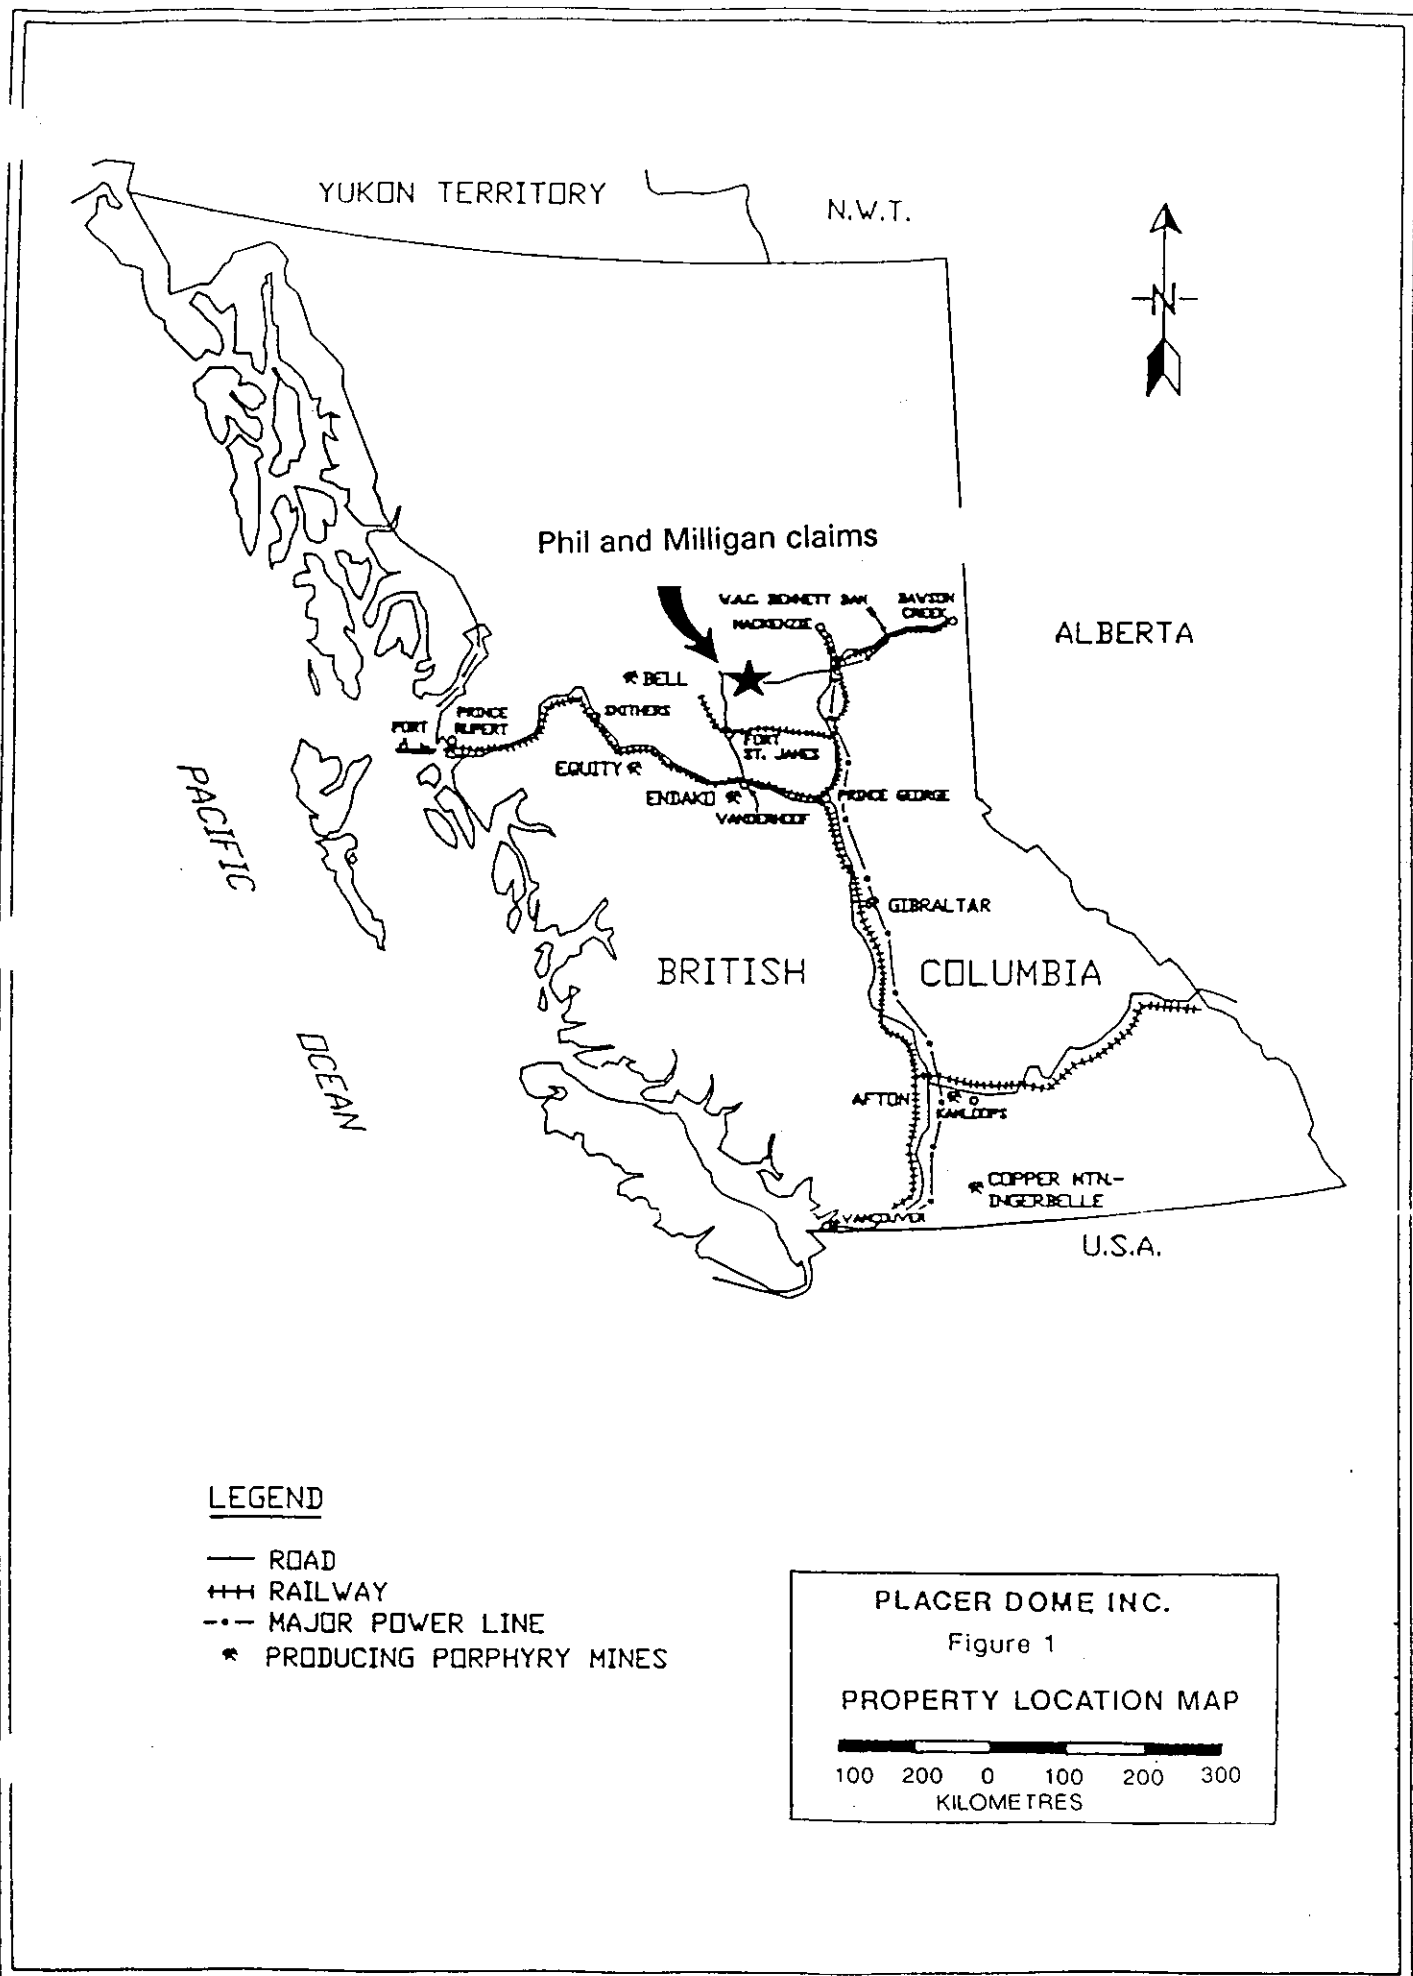 YUKON TERRITORY
N.W.T.
N
Phil and Milligan claims
W.A.C. BENNETT DAM
DAWSON
CREEK
MACKENZIE
ALBERTA
BELL
SMITHERS
PRINCE
RUPERT
PORT
FORT
ST. JAMES
EQUITY
ENDAKO
PRINCE GEORGE
VANDERHOOF
PACIFIC
GIBRALTAR
BRITISH COLUMBIA
OCEAN
AFTON
KAMLOOPS
COPPER MTN.-
INGERBELLE
VANCOUVER
U.S.A.
LEGEND
ROAD
RAILWAY
MAJOR POWER LINE
PRODUCING PORPHYRY MINES
PLACER DOME INC.
Figure 1
PROPERTY LOCATION MAP
100 200 0 100 200 300
KILOMETRES